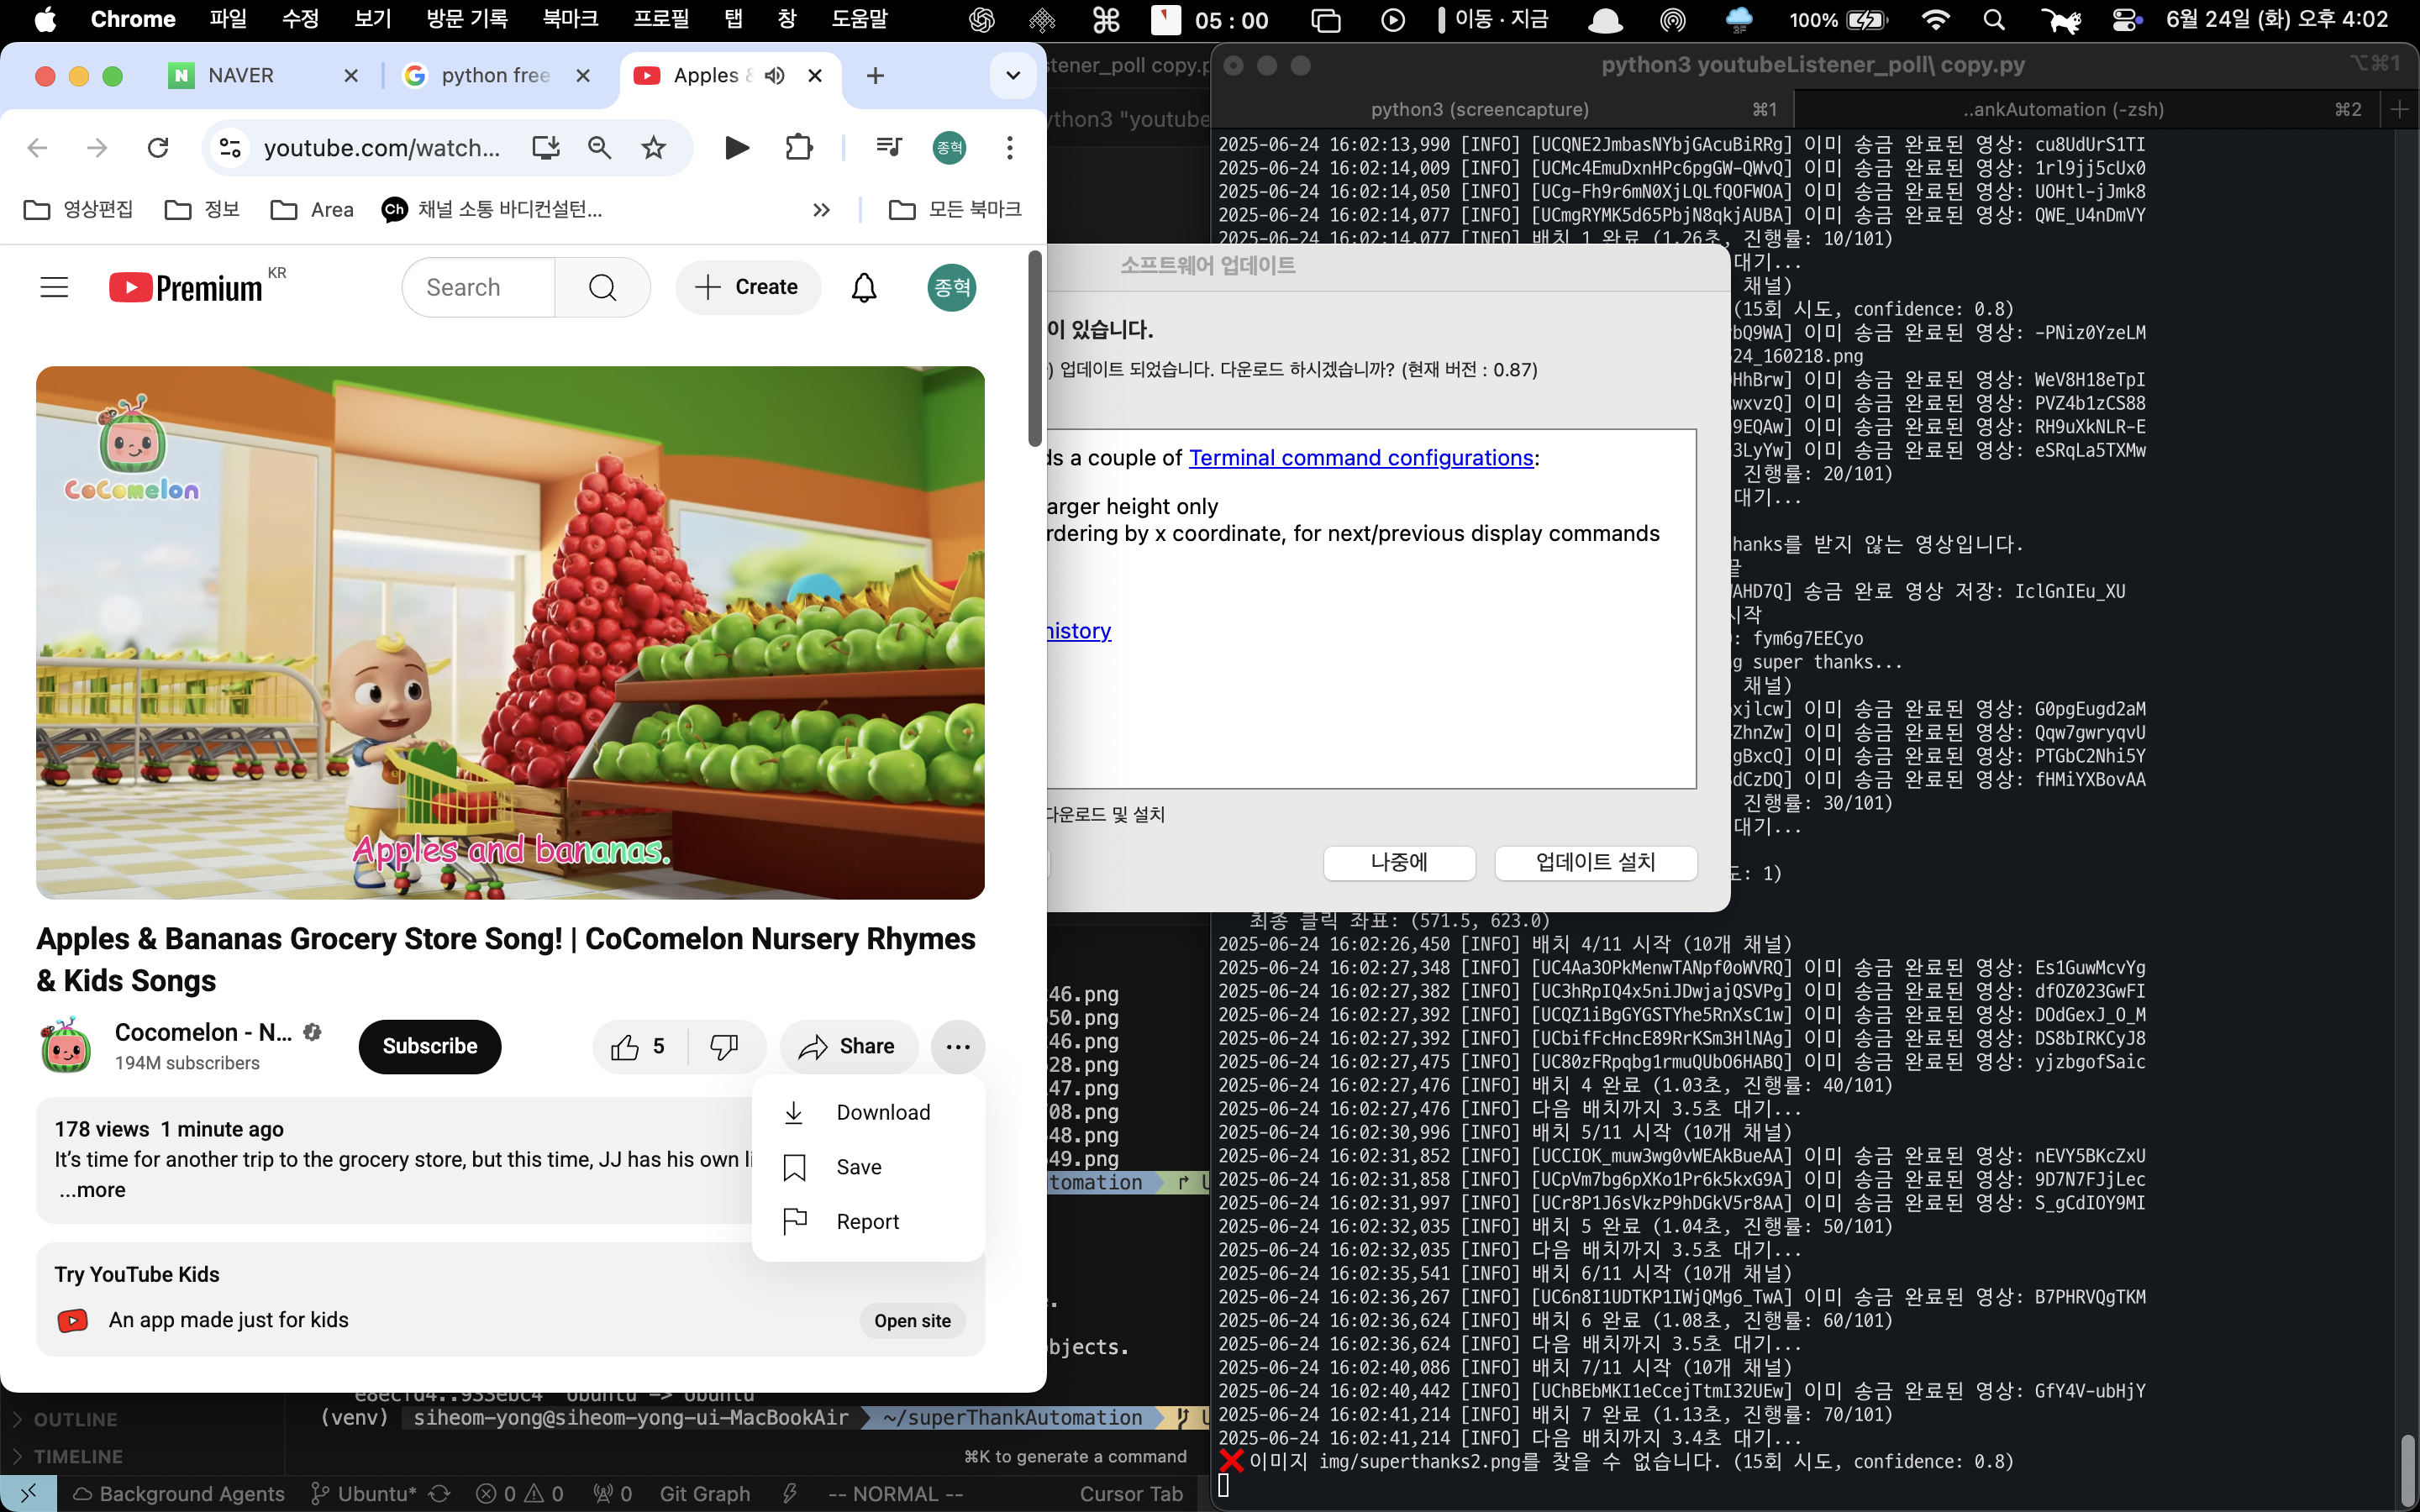 Chrome 파일 수정 보기 방문 기록 북마크 프로필 탭 창 도움말 05 : 00 이동 · 지금 100% 6월 24일 (화) 오후 4:02
NAVER
python free
Apples &
youtube.com/watch...
종혁
영상편집 정보 Area 채널 소통 바디컨설턴... 모든 북마크
Premium KR
Search
Create
종혁
CoComelon
Apples and bananas.
Apples & Bananas Grocery Store Song! | CoComelon Nursery Rhymes
& Kids Songs
Cocomelon - N...
194M subscribers
Subscribe
5
Share
Download
Save
Report
178 views 1 minute ago
It's time for another trip to the grocery store, but this time, JJ has his own li
...more
Try YouTube Kids
An app made just for kids
Open site
stener_poll copy.p
ython3 "youtube
소프트웨어 업데이트
이 있습니다.
) 업데이트 되었습니다. 다운로드 하시겠습니까? (현재 버전 : 0.87)
ds a couple of Terminal command configurations:
arger height only
rdering by x coordinate, for next/previous display commands
history
다운로드 및 설치
나중에
업데이트 설치
46.png
50.png
46.png
28.png
47.png
08.png
48.png
49.png
tomation
bjects.
e8ecfd4..933ebc4 Ubuntu -> Ubuntu
(venv) siheom-yong@siheom-yong-ui-MacBookAir ~/superThankAutomation
⌘K to generate a command
OUTLINE
TIMELINE
Background Agents Ubuntu* 0 0 0 Git Graph -- NORMAL -- Cursor Tab
python3 youtubeListener_poll\ copy.py ⌥⌘1
python3 (screencapture) ⌘1
..ankAutomation (-zsh) ⌘2
2025-06-24 16:02:13,990 [INFO] [UCQNE2JmbasNYbjGAcuBiRRg] 이미 송금 완료된 영상: cu8UdUrS1TI
2025-06-24 16:02:14,009 [INFO] [UCMc4EmuDxnHPc6pgGW-QWvQ] 이미 송금 완료된 영상: 1rl9jj5cUx0
2025-06-24 16:02:14,050 [INFO] [UCg-Fh9r6mN0XjLQLfQOFWOA] 이미 송금 완료된 영상: UOHtl-jJmk8
2025-06-24 16:02:14,077 [INFO] [UCmgRYMK5d65PbjN8qkjAUBA] 이미 송금 완료된 영상: QWE_U4nDmVY
2025-06-24 16:02:14,077 [INFO] 배치 1 완료 (1.26초, 진행률: 10/101)
대기...
채널)
(15회 시도, confidence: 0.8)
bQ9WA] 이미 송금 완료된 영상: -PNiz0YzeLM
24_160218.png
HhBrw] 이미 송금 완료된 영상: WeV8H18eTpI
wxvzQ] 이미 송금 완료된 영상: PVZ4b1zCS88
9EQAw] 이미 송금 완료된 영상: RH9uXkNLR-E
3LyYw] 이미 송금 완료된 영상: eSRqLa5TXMw
진행률: 20/101)
대기...
hanks를 받지 않는 영상입니다.
끝
AHD7Q] 송금 완료 영상 저장: IclGnIEu_XU
시작
: fym6g7EECyo
g super thanks...
채널)
xjlcw] 이미 송금 완료된 영상: G0pgEugd2aM
ZhnZw] 이미 송금 완료된 영상: Qqw7gwryqvU
gBxcQ] 이미 송금 완료된 영상: PTGbC2Nhi5Y
dCzDQ] 이미 송금 완료된 영상: fHMiYXBovAA
진행률: 30/101)
대기...
도: 1)
최종 클릭 좌표: (571.5, 623.0)
2025-06-24 16:02:26,450 [INFO] 배치 4/11 시작 (10개 채널)
2025-06-24 16:02:27,348 [INFO] [UC4Aa3OPkMenwTANpf0oWVRQ] 이미 송금 완료된 영상: Es1GuwMcvYg
2025-06-24 16:02:27,382 [INFO] [UC3hRpIQ4x5niJDwjajQSVPg] 이미 송금 완료된 영상: dfOZ023GwFI
2025-06-24 16:02:27,392 [INFO] [UCQZ1iBgGYGSTYhe5RnXsC1w] 이미 송금 완료된 영상: DOdGexJ_O_M
2025-06-24 16:02:27,392 [INFO] [UCbifFcHncE89RrKSm3HlNAg] 이미 송금 완료된 영상: DS8bIRKCyJ8
2025-06-24 16:02:27,475 [INFO] [UC80zFRpqbg1rmuQUbO6HABQ] 이미 송금 완료된 영상: yjzbgofSaic
2025-06-24 16:02:27,476 [INFO] 배치 4 완료 (1.03초, 진행률: 40/101)
2025-06-24 16:02:27,476 [INFO] 다음 배치까지 3.5초 대기...
2025-06-24 16:02:30,996 [INFO] 배치 5/11 시작 (10개 채널)
2025-06-24 16:02:31,852 [INFO] [UCCIOK_muw3wg0vWEAkBueAA] 이미 송금 완료된 영상: nEVY5BKcZxU
2025-06-24 16:02:31,858 [INFO] [UCpVm7bg6pXKo1Pr6k5kxG9A] 이미 송금 완료된 영상: 9D7N7FJjLec
2025-06-24 16:02:31,997 [INFO] [UCr8P1J6sVkzP9hDGkV5r8AA] 이미 송금 완료된 영상: S_gCdIOY9MI
2025-06-24 16:02:32,035 [INFO] 배치 5 완료 (1.04초, 진행률: 50/101)
2025-06-24 16:02:32,035 [INFO] 다음 배치까지 3.5초 대기...
2025-06-24 16:02:35,541 [INFO] 배치 6/11 시작 (10개 채널)
2025-06-24 16:02:36,267 [INFO] [UC6n8I1UDTKP1IWjQMg6_TwA] 이미 송금 완료된 영상: B7PHRVQgTKM
2025-06-24 16:02:36,624 [INFO] 배치 6 완료 (1.08초, 진행률: 60/101)
2025-06-24 16:02:36,624 [INFO] 다음 배치까지 3.5초 대기...
2025-06-24 16:02:40,086 [INFO] 배치 7/11 시작 (10개 채널)
2025-06-24 16:02:40,442 [INFO] [UChBEbMKI1eCcejTtmI32UEw] 이미 송금 완료된 영상: GfY4V-ubHjY
2025-06-24 16:02:41,214 [INFO] 배치 7 완료 (1.13초, 진행률: 70/101)
2025-06-24 16:02:41,214 [INFO] 다음 배치까지 3.4초 대기...
❌ 이미지 img/superthanks2.png를 찾을 수 없습니다. (15회 시도, confidence: 0.8)